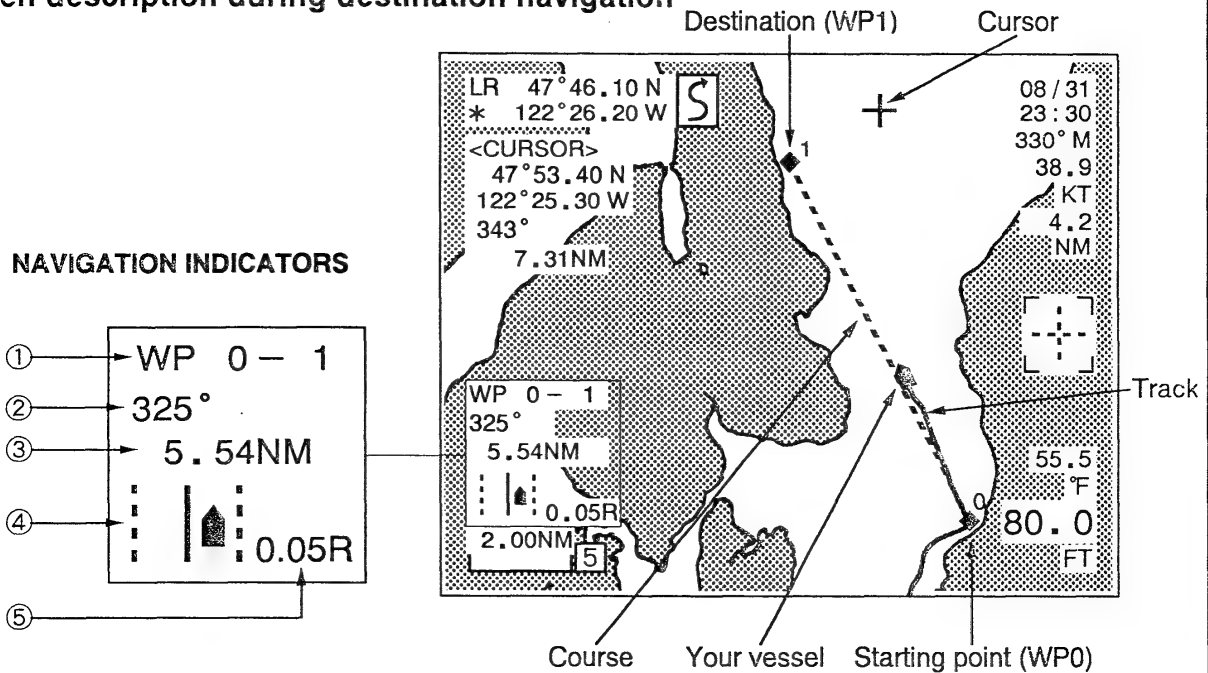 description during destination navigation
Destination (WP1)
Cursor
LR 47°46.10 N
* 122°26.20 W
<CURSOR>
47°53.40 N
122°25.30 W
343°
7.31NM
1
08/31
23:30
330°M
38.9
KT
4.2
NM
NAVIGATION INDICATORS
① WP 0 – 1
② 325°
③ 5.54NM
④
0.05R
⑤
WP 0 – 1
325°
5.54NM
0.05R
2.00NM
5
Track
0
55.5
°F
80.0
FT
Course
Your vessel
Starting point (WP0)